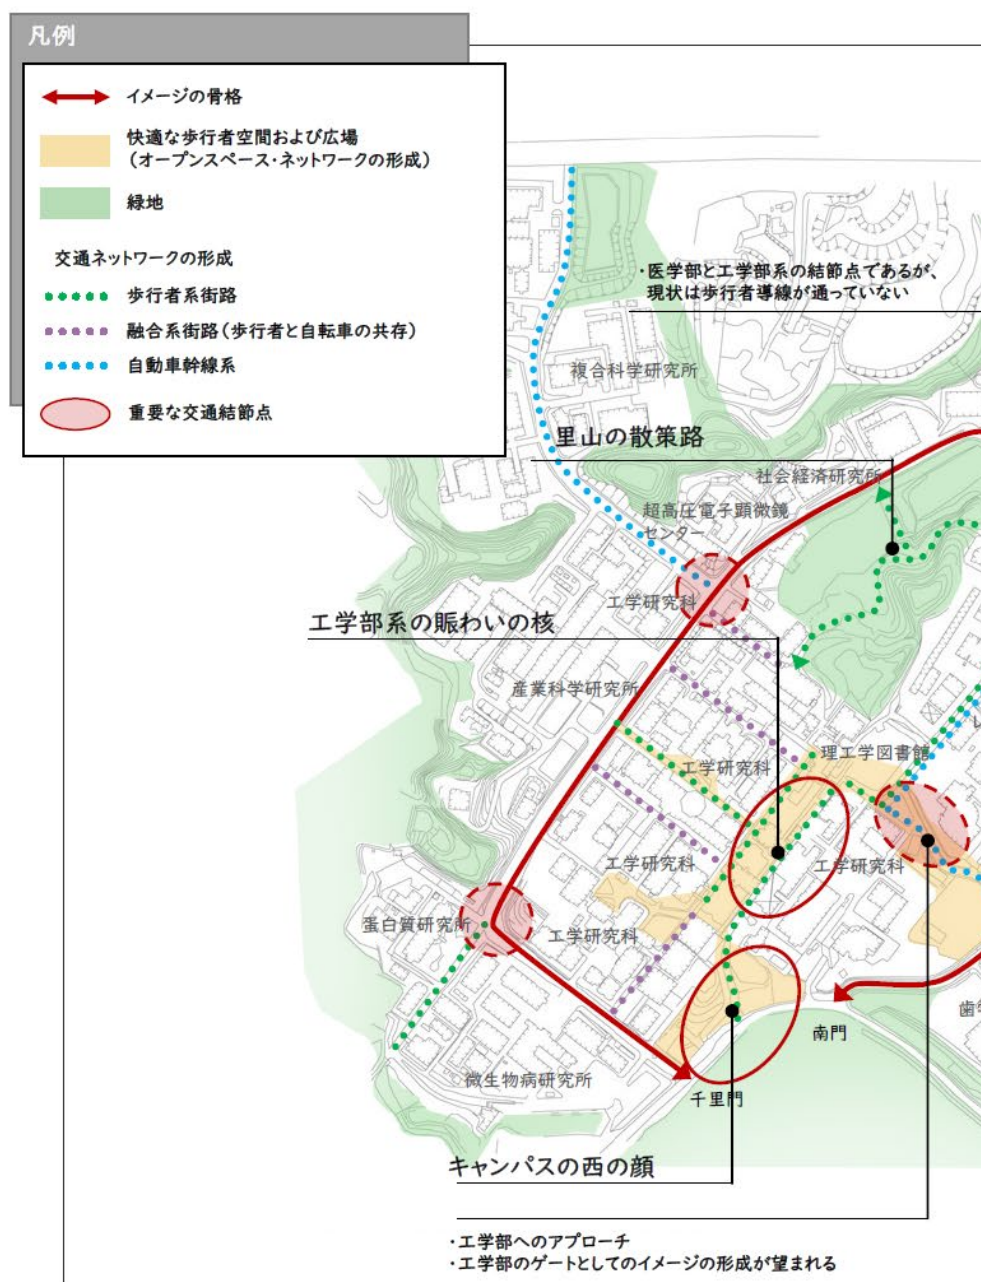 凡例
イメージの骨格
快適な歩行者空間および広場
（オープンスペース・ネットワークの形成）
緑地
交通ネットワークの形成
歩行者系街路
融合系街路（歩行者と自転車の共存）
自動車幹線系
重要な交通結節点
・医学部と工学部系の結節点であるが、
現状は歩行者導線が通っていない
複合科学研究所
里山の散策路
社会経済研究所
超高圧電子顕微鏡
センター
工学研究科
工学部系の賑わいの核
産業科学研究所
理工学図書館
工学研究科
工学研究科
工学研究科
蛋白質研究所
工学研究科
歯
南門
微生物病研究所
千里門
キャンパスの西の顔
・工学部へのアプローチ
・工学部のゲートとしてのイメージの形成が望まれる